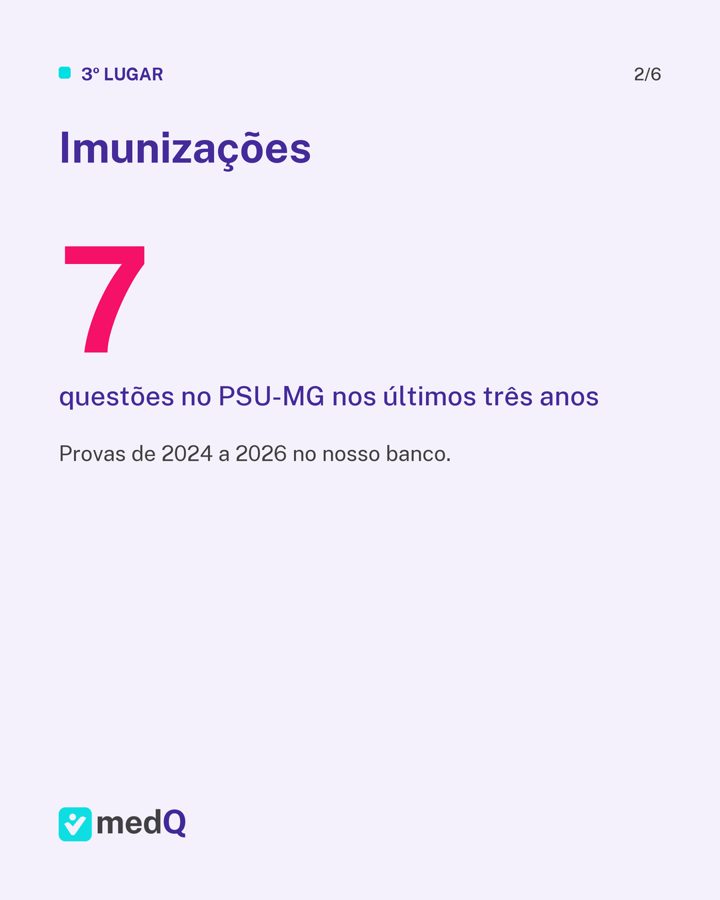 3º LUGAR
2/6
Imunizações
7
questões no PSU-MG nos últimos três anos
Provas de 2024 a 2026 no nosso banco.
medQ